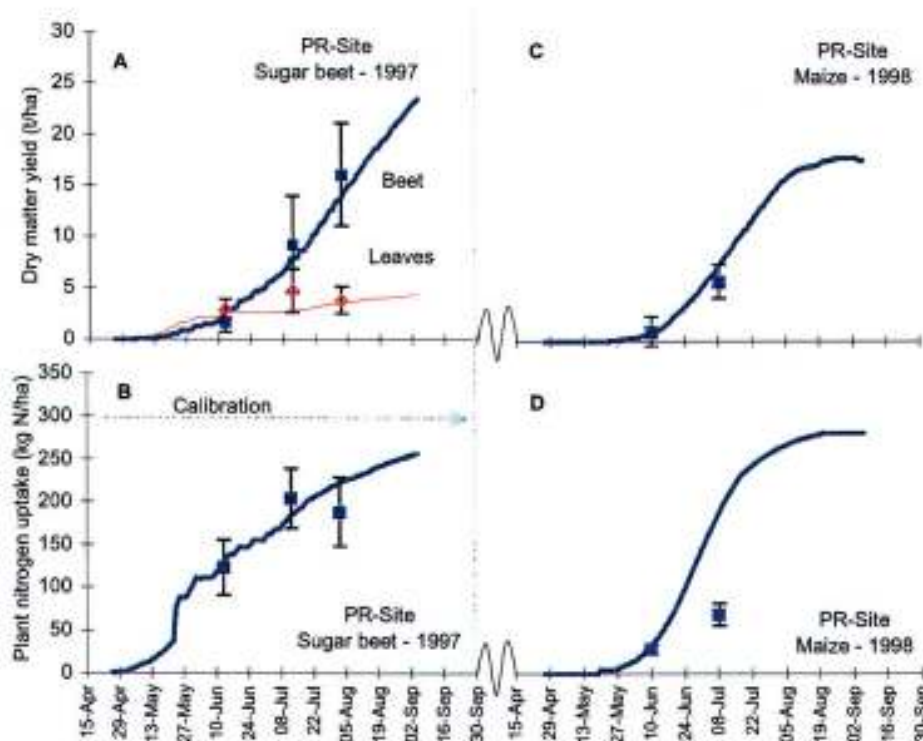 30
25
20
15
10
5
0
Dry matter yield (t/ha)
A
PR-Site
Sugar beet - 1997
Beet
Leaves
C
PR-Site
Maize - 1998
350
300
250
200
150
100
50
0
Plant nitrogen uptake (kg N/ha)
B
Calibration
PR-Site
Sugar beet - 1997
D
PR-Site
Maize - 1998
15-Apr
29-Apr
13-May
27-May
10-Jun
24-Jun
08-Jul
22-Jul
05-Aug
19-Aug
02-Sep
16-Sep
30-Sep
15-Apr
29-Apr
13-May
27-May
10-Jun
24-Jun
08-Jul
22-Jul
05-Aug
19-Aug
02-Sep
16-Sep